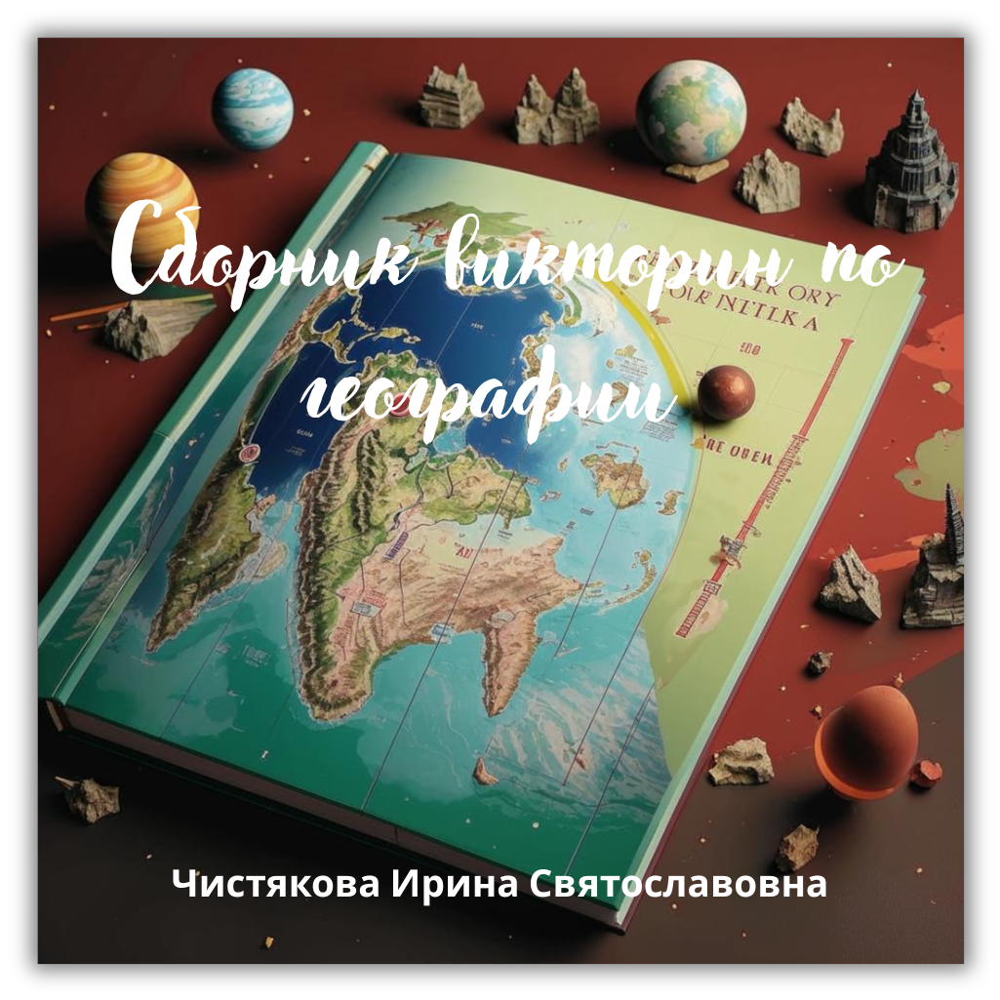 Сборник викторин по
географии
Чистякова Ирина Святославовна